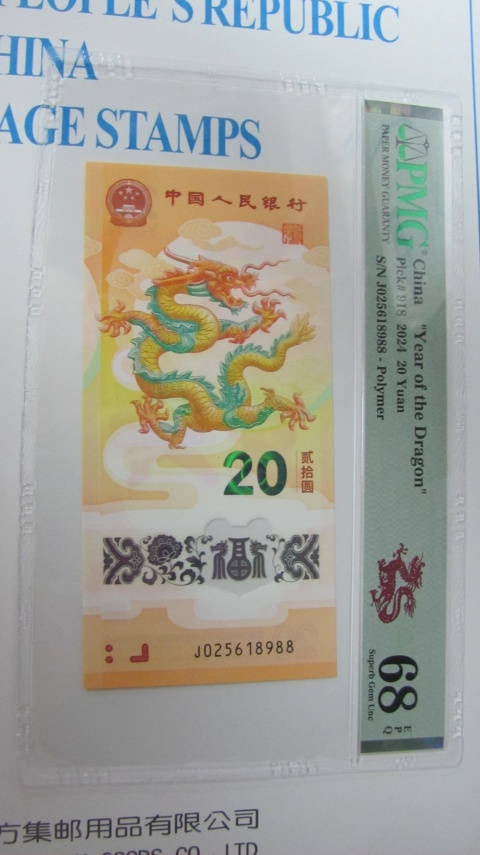 PEOPLE'S REPUBLIC
CHINA
AGE STAMPS
中国人民银行
20
贰拾圆
J025618988
PMG®
PAPER MONEY GUARANTY
China "Year of the Dragon"
Pick# 918 2024 20 Yuan
S/N J025618988 - Polymer
68 EPQ
Superb Gem Unc
方集邮用品有限公司
GOODS CO., LTD